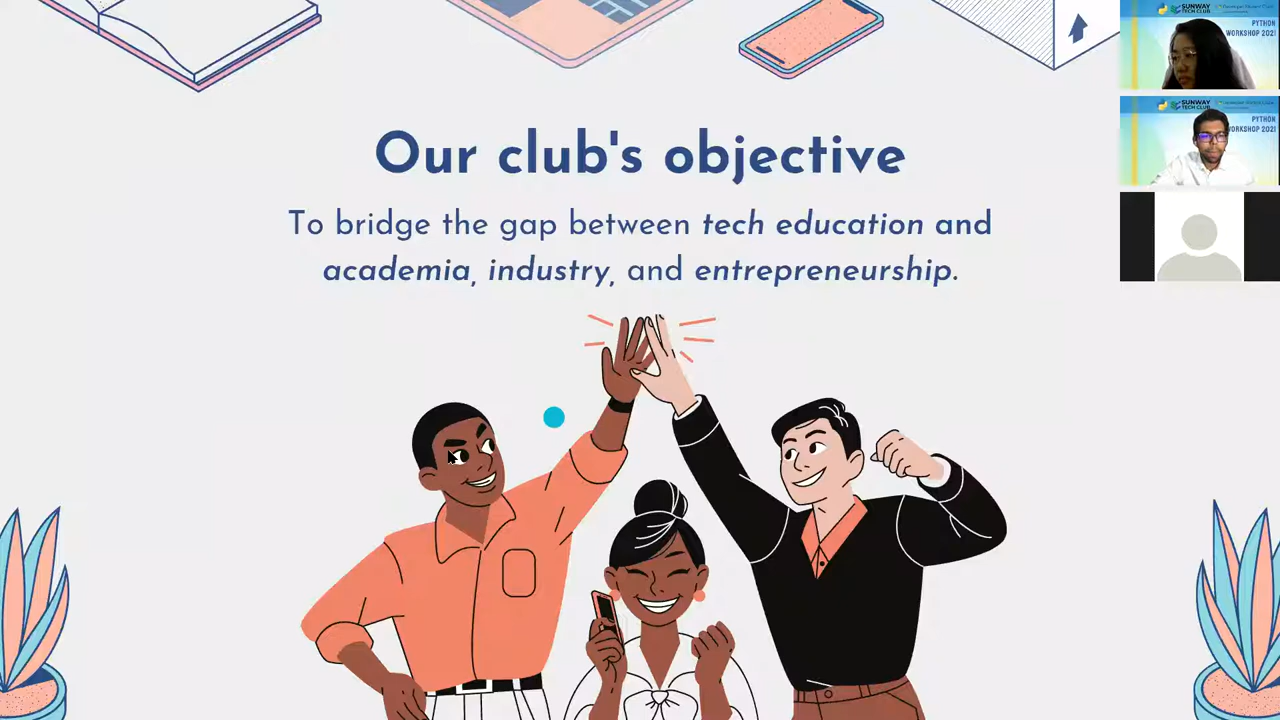 Our club's objective
To bridge the gap between tech education and
academia, industry, and entrepreneurship.
SUNWAY
TECH CLUB
PYTHON
WORKSHOP 2021
SUNWAY
TECH CLUB
PYTHON
WORKSHOP 2021